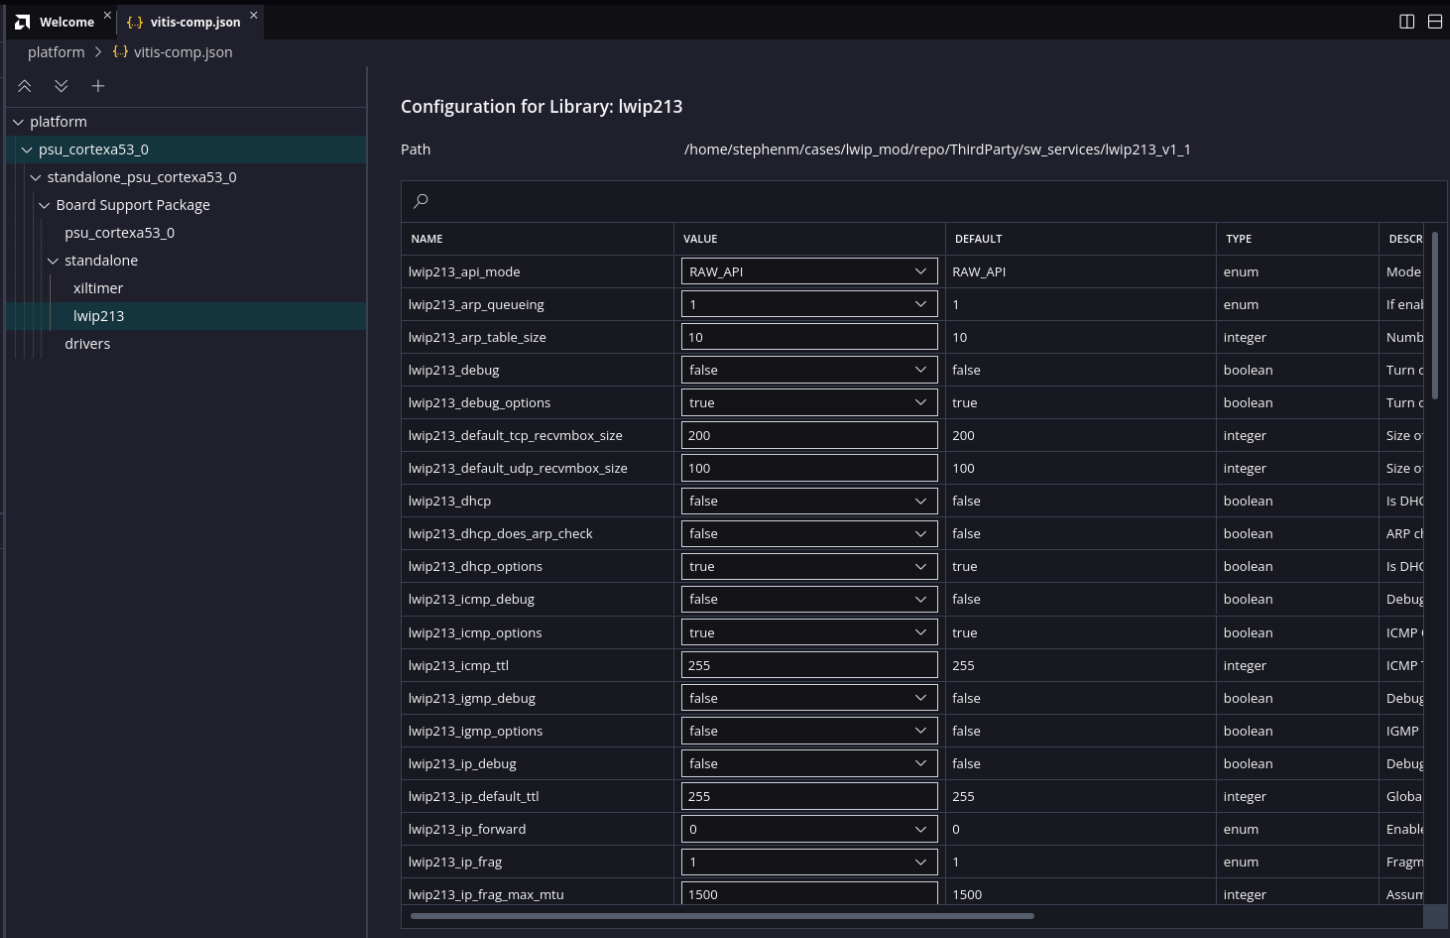 Welcome
{..} vitis-comp.json
platform > {..} vitis-comp.json
platform
psu_cortexa53_0
standalone_psu_cortexa53_0
Board Support Package
psu_cortexa53_0
standalone
xiltimer
lwip213
drivers
Configuration for Library: lwip213
Path /home/stephenm/cases/lwip_mod/repo/ThirdParty/sw_services/lwip213_v1_1
NAME VALUE DEFAULT TYPE DESCR
lwip213_api_mode RAW_API RAW_API enum Mode
lwip213_arp_queueing 1 1 enum If enab
lwip213_arp_table_size 10 10 integer Numb
lwip213_debug false false boolean Turn o
lwip213_debug_options true true boolean Turn o
lwip213_default_tcp_recvmbox_size 200 200 integer Size of
lwip213_default_udp_recvmbox_size 100 100 integer Size of
lwip213_dhcp false false boolean Is DHC
lwip213_dhcp_does_arp_check false false boolean ARP ch
lwip213_dhcp_options true true boolean Is DHC
lwip213_icmp_debug false false boolean Debug
lwip213_icmp_options true true boolean ICMP
lwip213_icmp_ttl 255 255 integer ICMP
lwip213_igmp_debug false false boolean Debug
lwip213_igmp_options false false boolean IGMP
lwip213_ip_debug false false boolean Debug
lwip213_ip_default_ttl 255 255 integer Globa
lwip213_ip_forward 0 0 enum Enable
lwip213_ip_frag 1 1 enum Fragm
lwip213_ip_frag_max_mtu 1500 1500 integer Assum